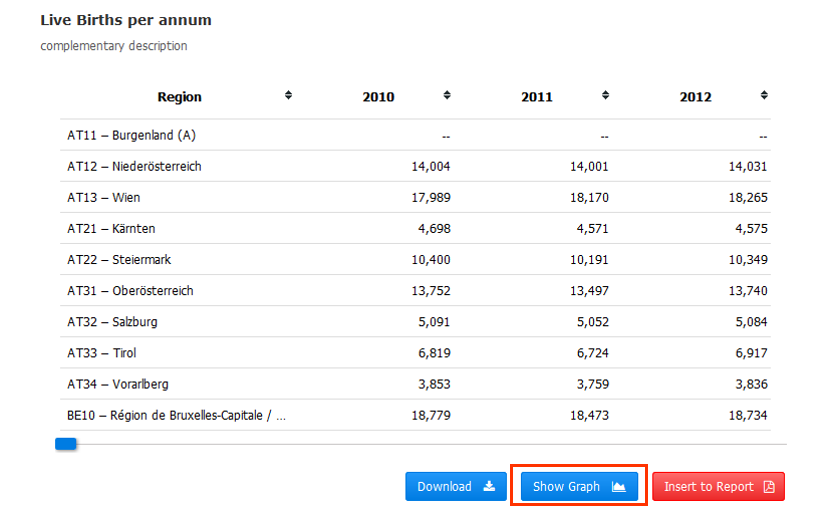 Live Births per annum
complementary description
Region 2010 2011 2012
AT11 – Burgenland (A) -- -- --
AT12 – Niederösterreich 14,004 14,001 14,031
AT13 – Wien 17,989 18,170 18,265
AT21 – Kärnten 4,698 4,571 4,575
AT22 – Steiermark 10,400 10,191 10,349
AT31 – Oberösterreich 13,752 13,497 13,740
AT32 – Salzburg 5,091 5,052 5,084
AT33 – Tirol 6,819 6,724 6,917
AT34 – Vorarlberg 3,853 3,759 3,836
BE10 – Région de Bruxelles-Capitale / ... 18,779 18,473 18,734
Download Show Graph Insert to Report